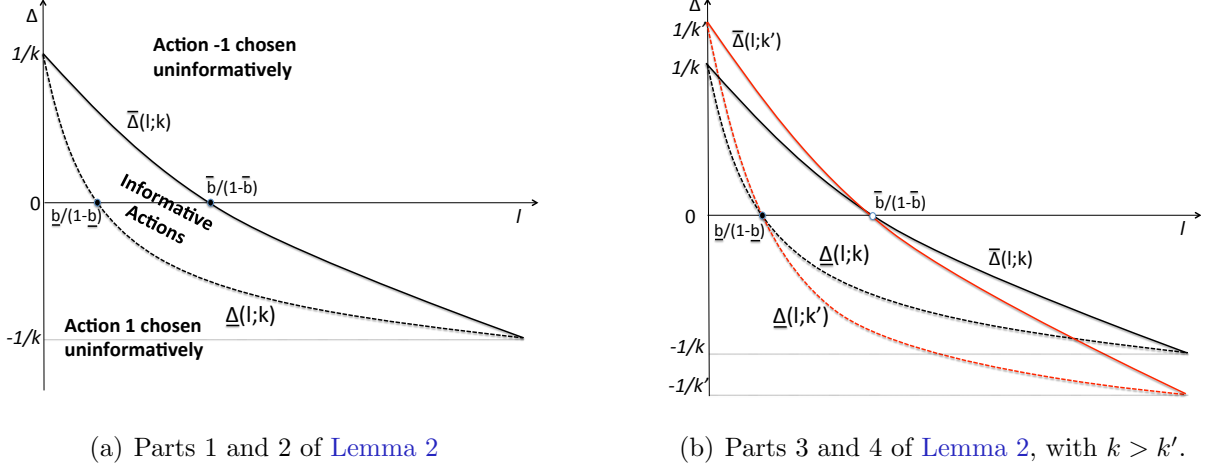 Δ
1/k
Action -1 chosen
uninformatively
Δ̅(l;k)
Informative
Actions
b̅/(1-b̅)
0
b̲/(1-b̲)
l
Δ̲(l;k)
Action 1 chosen
uninformatively
-1/k
(a) Parts 1 and 2 of Lemma 2
Δ
1/k'
Δ̅(l;k')
1/k
b̅/(1-b̅)
0
b̲/(1-b̲)
l
Δ̲(l;k)
Δ̅(l;k)
Δ̲(l;k')
-1/k
-1/k'
(b) Parts 3 and 4 of Lemma 2, with k > k′.